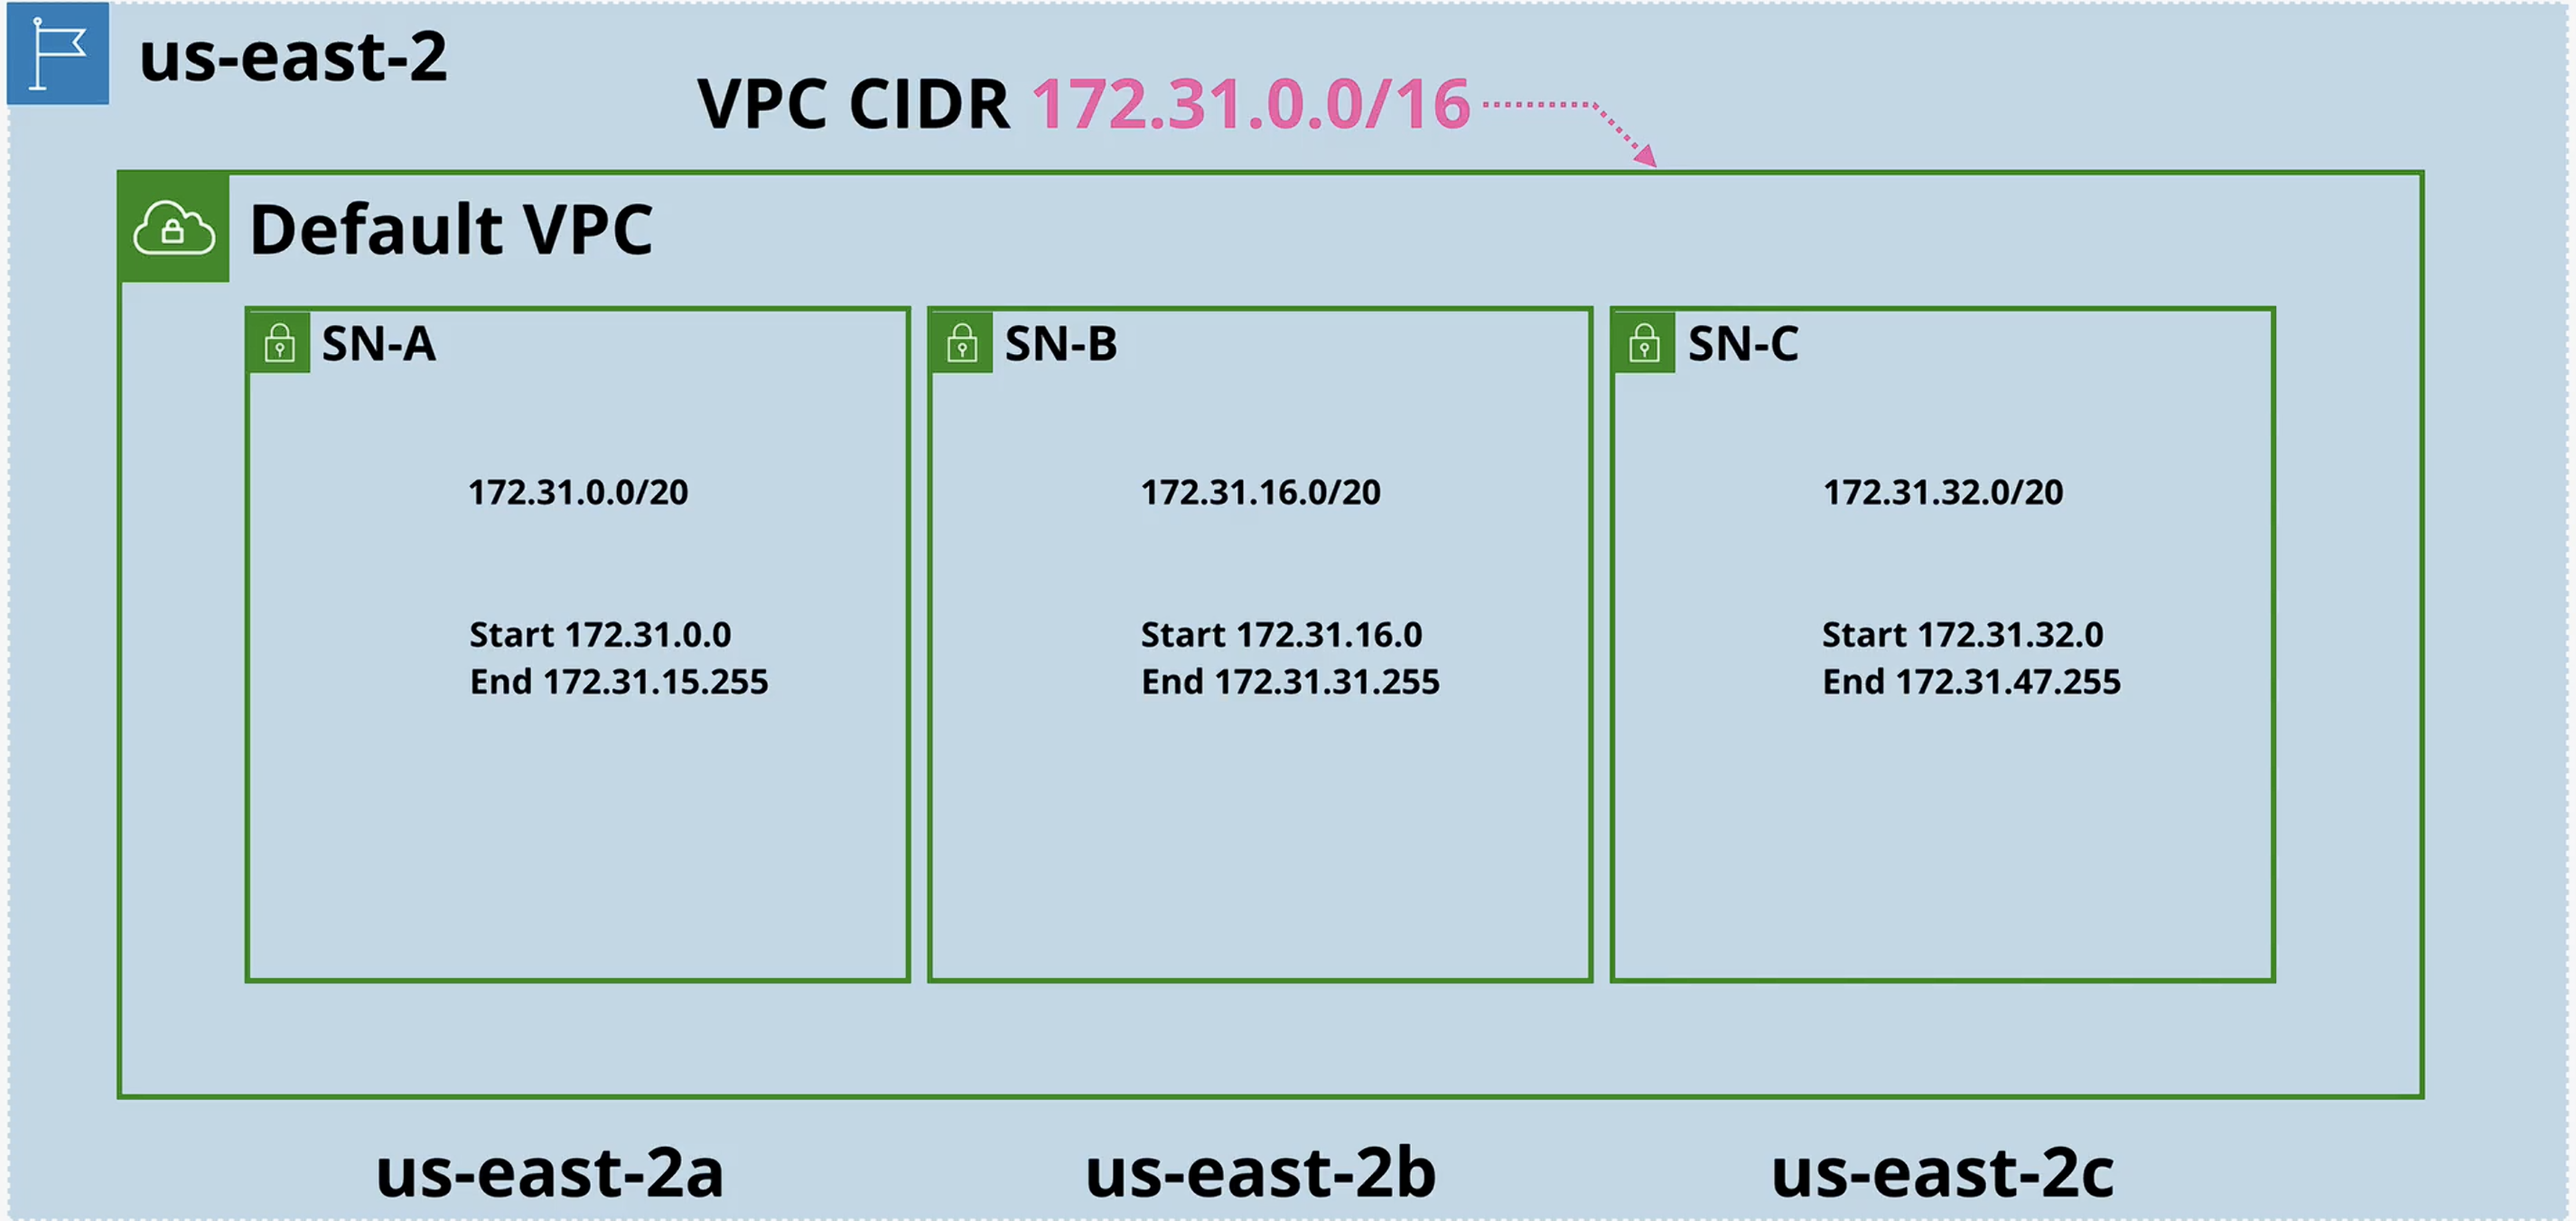 us-east-2
VPC CIDR 172.31.0.0/16
Default VPC
SN-A
172.31.0.0/20
Start 172.31.0.0
End 172.31.15.255
SN-B
172.31.16.0/20
Start 172.31.16.0
End 172.31.31.255
SN-C
172.31.32.0/20
Start 172.31.32.0
End 172.31.47.255
us-east-2a
us-east-2b
us-east-2c